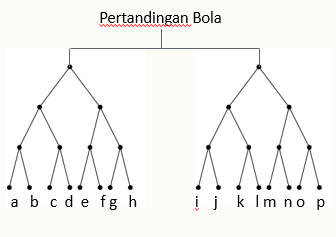 Pertandingan Bola
a b c d e f g h i j k l m n o p